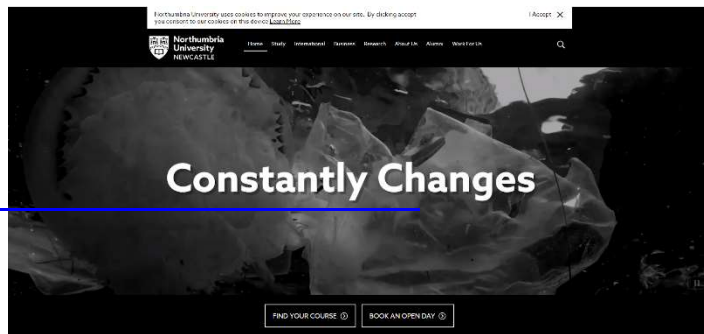 Northumbria University uses cookies to improve your experience on our site. By clicking accept
you consent to our cookies on this device Learn More
I Accept X
Northumbria
University
NEWCASTLE
Home Study International Business Research About Us Alumni Work For Us
Constantly Changes
FIND YOUR COURSE
BOOK AN OPEN DAY